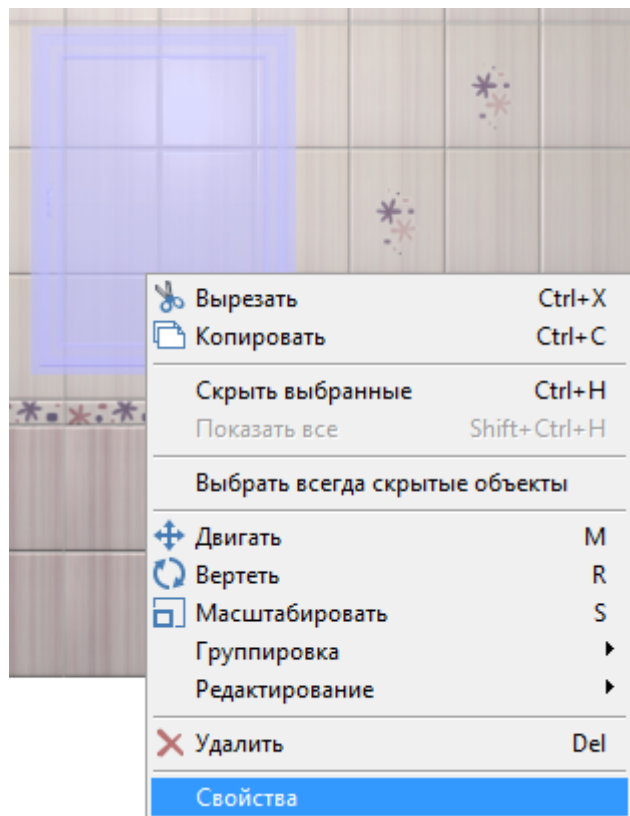 Вырезать Ctrl+X
Копировать Ctrl+C
Скрыть выбранные Ctrl+H
Показать все Shift+Ctrl+H
Выбрать всегда скрытые объекты
Двигать M
Вертеть R
Масштабировать S
Группировка
Редактирование
Удалить Del
Свойства